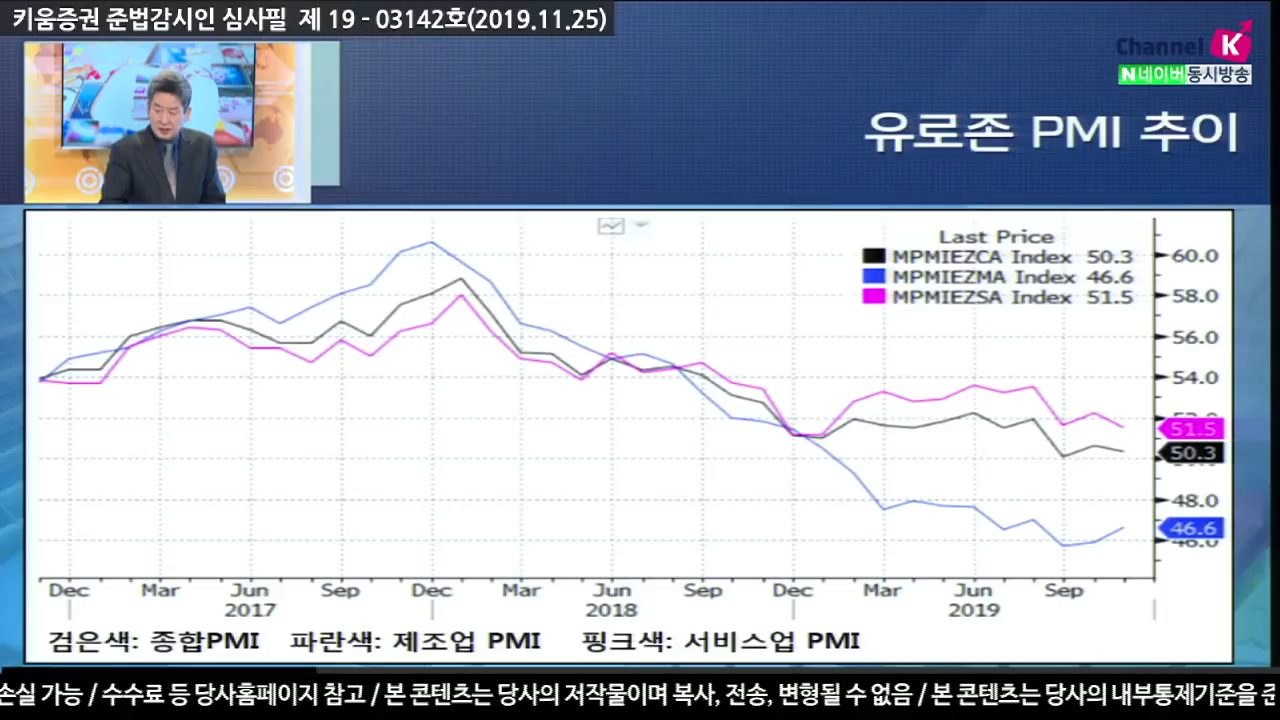 키움증권 준법감시인 심사필 제 19 - 03142호(2019.11.25)
Channel K
N 네이버 동시방송
유로존 PMI 추이
Last Price
MPMIEZCA Index 50.3
MPMIEZMA Index 46.6
MPMIEZSA Index 51.5
60.0
58.0
56.0
54.0
51.5
50.3
48.0
46.6
46.0
Dec Mar Jun Sep Dec Mar Jun Sep Dec Mar Jun Sep
2017 2018 2019
검은색: 종합PMI 파란색: 제조업 PMI 핑크색: 서비스업 PMI
손실 가능 / 수수료 등 당사홈페이지 참고 / 본 콘텐츠는 당사의 저작물이며 복사, 전송, 변형될 수 없음 / 본 콘텐츠는 당사의 내부통제기준을 준